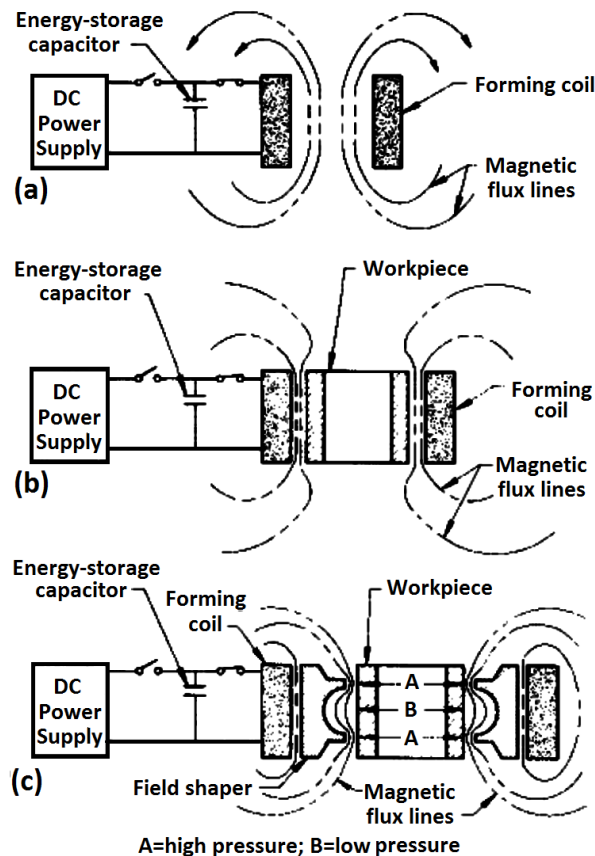 Energy-storage
capacitor
DC
Power
Supply
Forming coil
Magnetic
flux lines
(a)
Energy-storage
capacitor
Workpiece
DC
Power
Supply
Forming
coil
Magnetic
flux lines
(b)
Energy-storage
capacitor
Forming
coil
Workpiece
DC
Power
Supply
A
B
A
Field shaper
Magnetic
flux lines
(c)
A=high pressure; B=low pressure